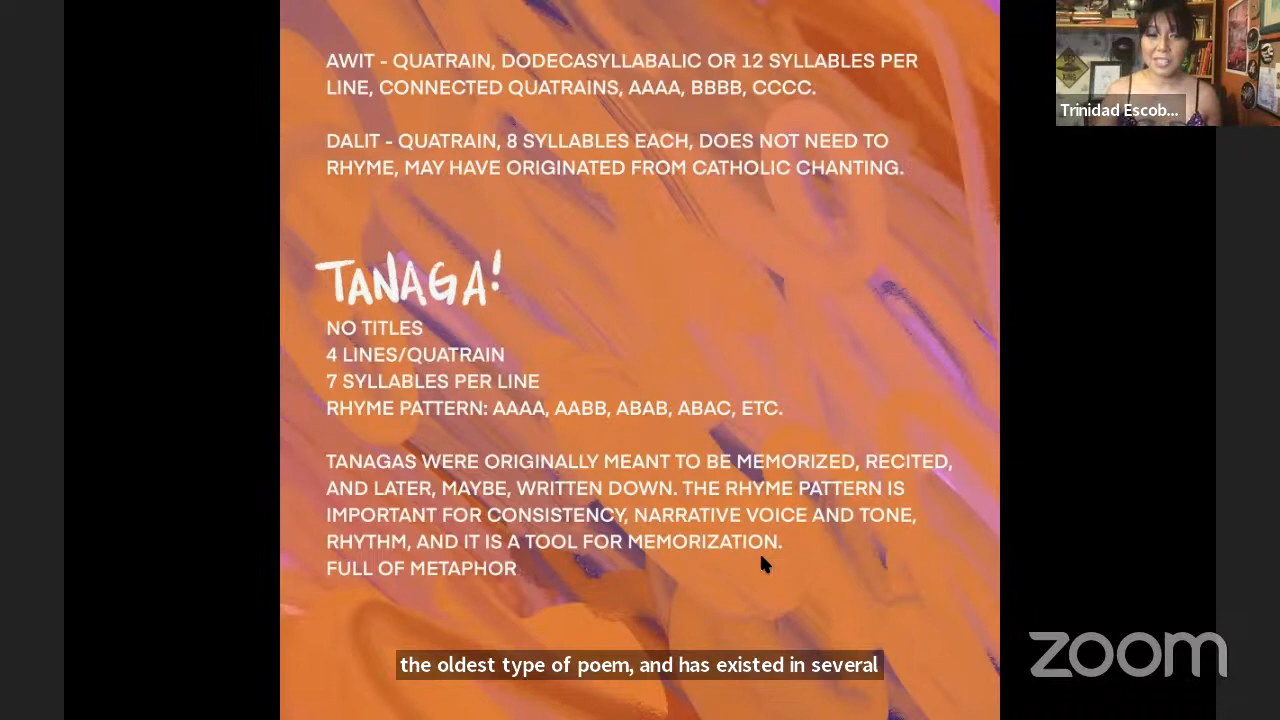 AWIT - QUATRAIN, DODECASYLLABALIC OR 12 SYLLABLES PER
LINE, CONNECTED QUATRAINS, AAAA, BBBB, CCCC.
DALIT - QUATRAIN, 8 SYLLABLES EACH, DOES NOT NEED TO
RHYME, MAY HAVE ORIGINATED FROM CATHOLIC CHANTING.
TANAGA!
NO TITLES
4 LINES/QUATRAIN
7 SYLLABLES PER LINE
RHYME PATTERN: AAAA, AABB, ABAB, ABAC, ETC.
TANAGAS WERE ORIGINALLY MEANT TO BE MEMORIZED, RECITED,
AND LATER, MAYBE, WRITTEN DOWN. THE RHYME PATTERN IS
IMPORTANT FOR CONSISTENCY, NARRATIVE VOICE AND TONE,
RHYTHM, AND IT IS A TOOL FOR MEMORIZATION.
FULL OF METAPHOR
the oldest type of poem, and has existed in several
Trinidad Escob...
zoom